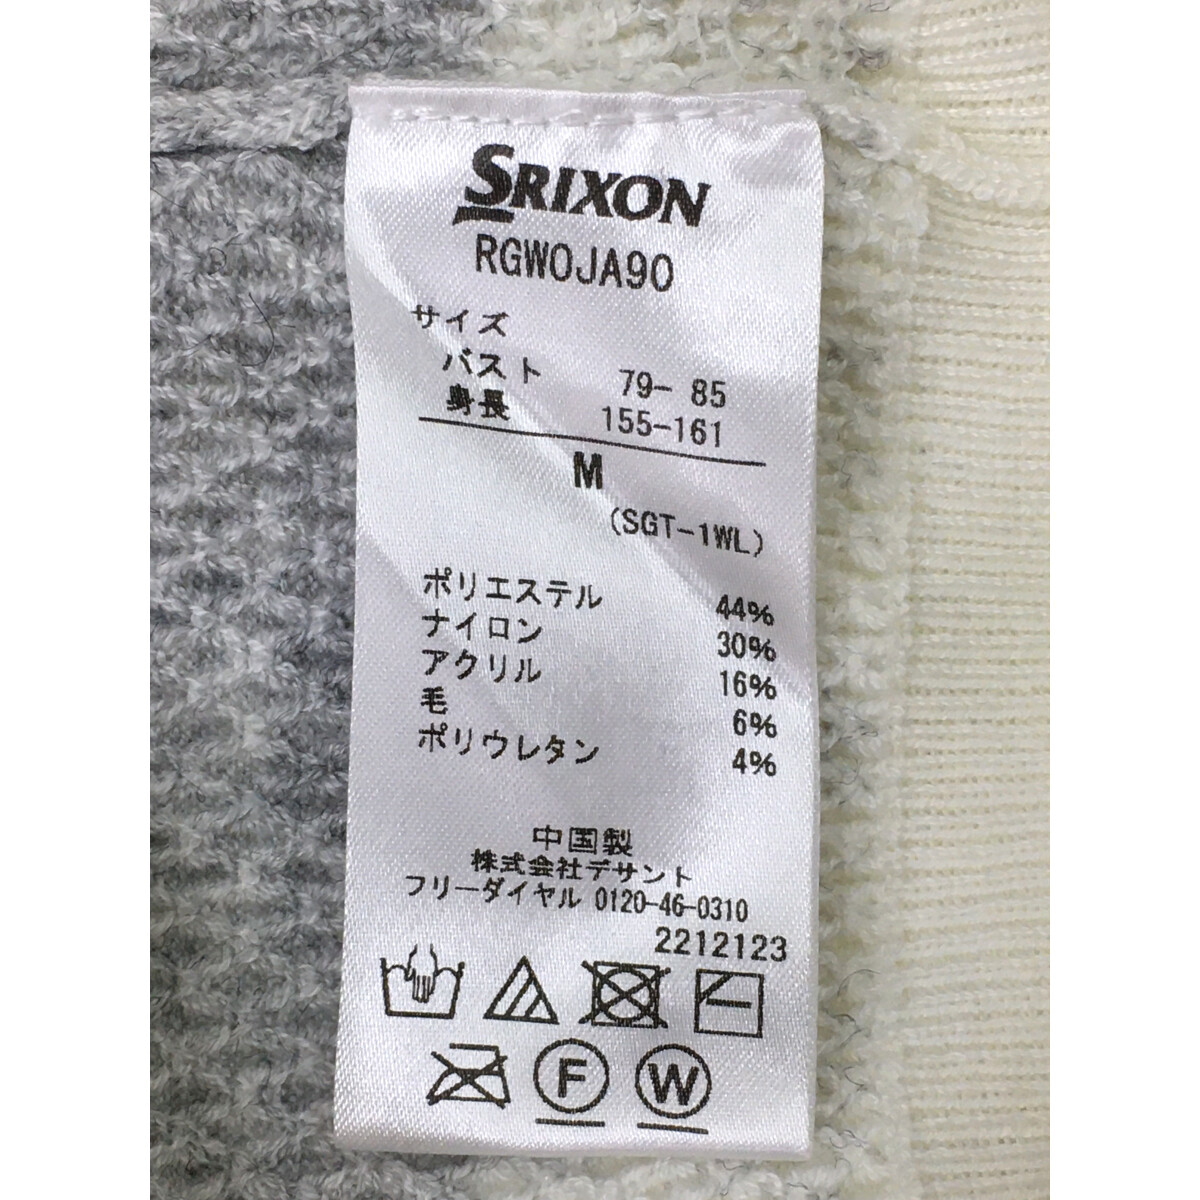 SRIXON
RGWOJA90
サイズ
バスト 79- 85
身長 155-161
M
(SGT-1WL)
ポリエステル 44%
ナイロン 30%
アクリル 16%
毛 6%
ポリウレタン 4%
中国製
株式会社デサント
フリーダイヤル 0120-46-0310
2212123
F W